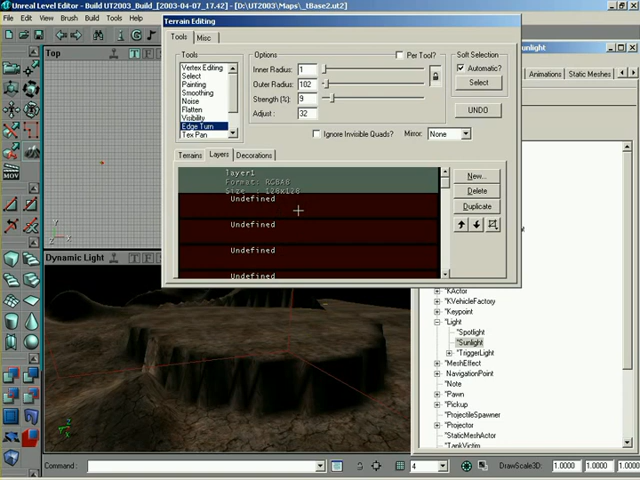 Unreal Level Editor - Build UT2003_Build_[2003-04-07_17.42] - [D:\UT2003\Maps\_tBase2.ut2]
File Edit View Brush Build Tools Help
Terrain Editing
Tools Misc
Tools
Vertex Editing
Select
Painting
Smoothing
Noise
Flatten
Visibility
Edge Turn
Tex Pan
Options
Per Tool?
Inner Radius: 1
Outer Radius: 102
Strength (%): 9
Adjust: 32
Ignore Invisible Quads?
Mirror: None
Soft Selection
Automatic?
Select
UNDO
Terrains Layers Decorations
layer1
Format: RGBA8
Size : 128x128
Undefined
Undefined
Undefined
Undefined
New...
Delete
Duplicate
Top
MOV
Dynamic Light
Sunlight
Animations Static Meshes
*KActor
*KVehicleFactory
*Keypoint
*Light
*Spotlight
*Sunlight
*TriggerLight
*MeshEffect
*NavigationPoint
*Note
*Pawn
*Pickup
*ProjectileSpawner
*Projector
*StaticMeshActor
*TankVictim
Command:
4
DrawScale3D: 1.0000 1.0000 1.0000